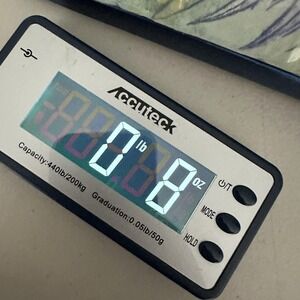 Accuteck
0 lb 8 oz
Capacity:440lb/200kg
Graduation:0.05lb/50g
⏻/T
MODE
HOLD